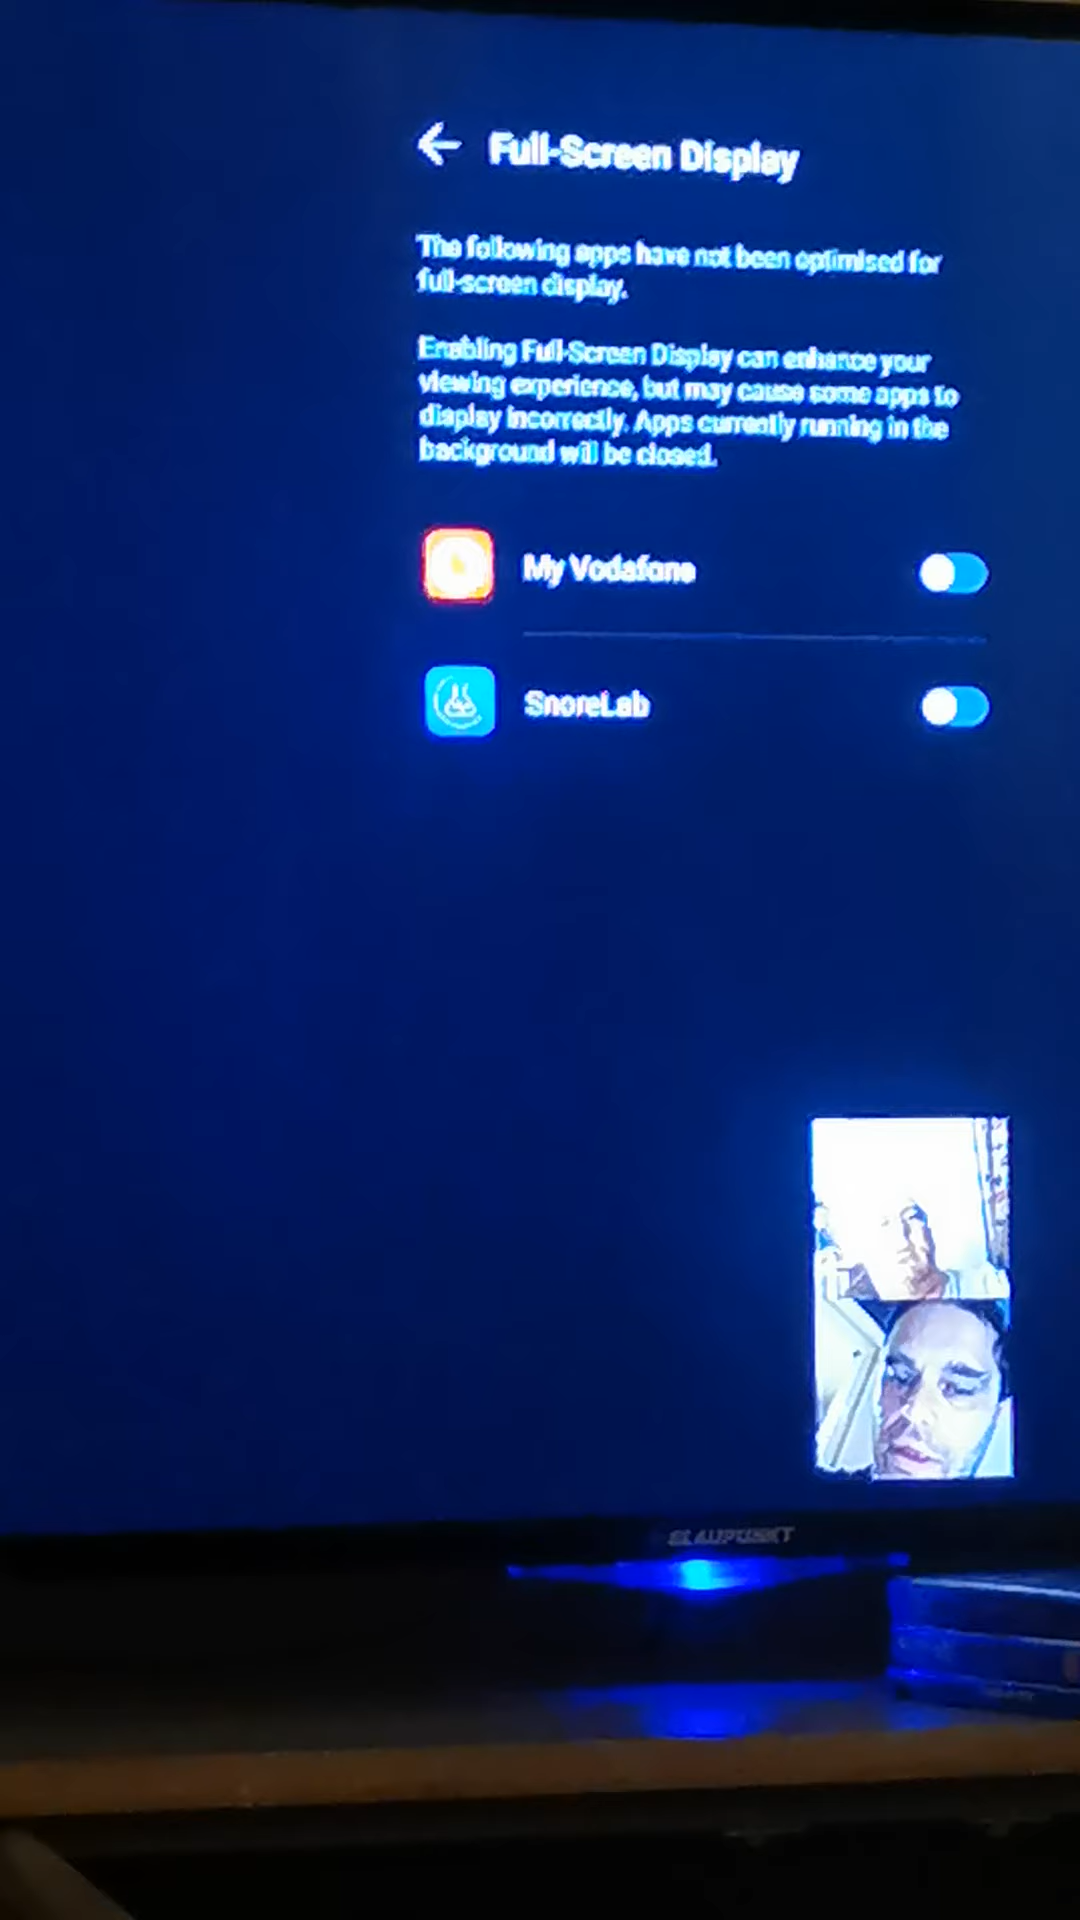 Full-Screen Display
The following apps have not been optimised for
full-screen display.
Enabling Full-Screen Display can enhance your
viewing experience, but may cause some apps to
display incorrectly. Apps currently running in the
background will be closed.
My Vodafone
SnoreLab
BLAUPUNKT